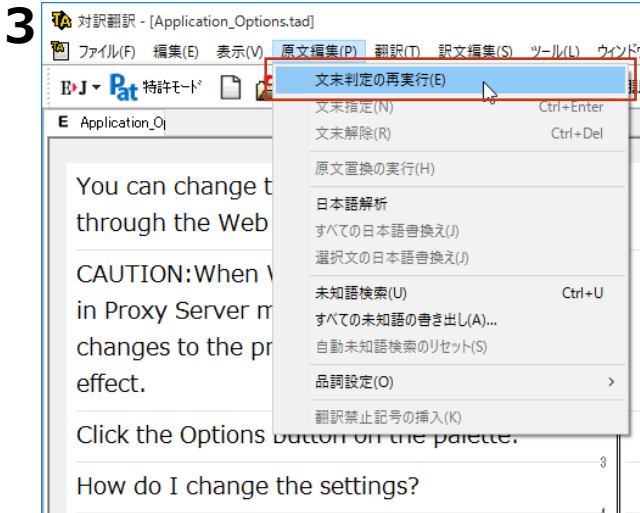 3
対訳翻訳 - [Application_Options.tad]
ファイル(F) 編集(E) 表示(V) 原文編集(P) 翻訳(T) 訳文編集(S) ツール(L) ウィンド
E▸J Pat 特許モード
E Application_O
文末判定の再実行(E)
文末指定(N) Ctrl+Enter
文末解除(R) Ctrl+Del
原文置換の実行(H)
日本語解析
すべての日本語書換え(J)
選択文の日本語書換え(J)
未知語検索(U) Ctrl+U
すべての未知語の書き出し(A)...
自動未知語検索のリセット(S)
品詞設定(O)
翻訳禁止記号の挿入(K)
You can change t
through the Web
CAUTION:When
in Proxy Server m
changes to the pr
effect.
Click the Options button on the palette.
3
How do I change the settings?